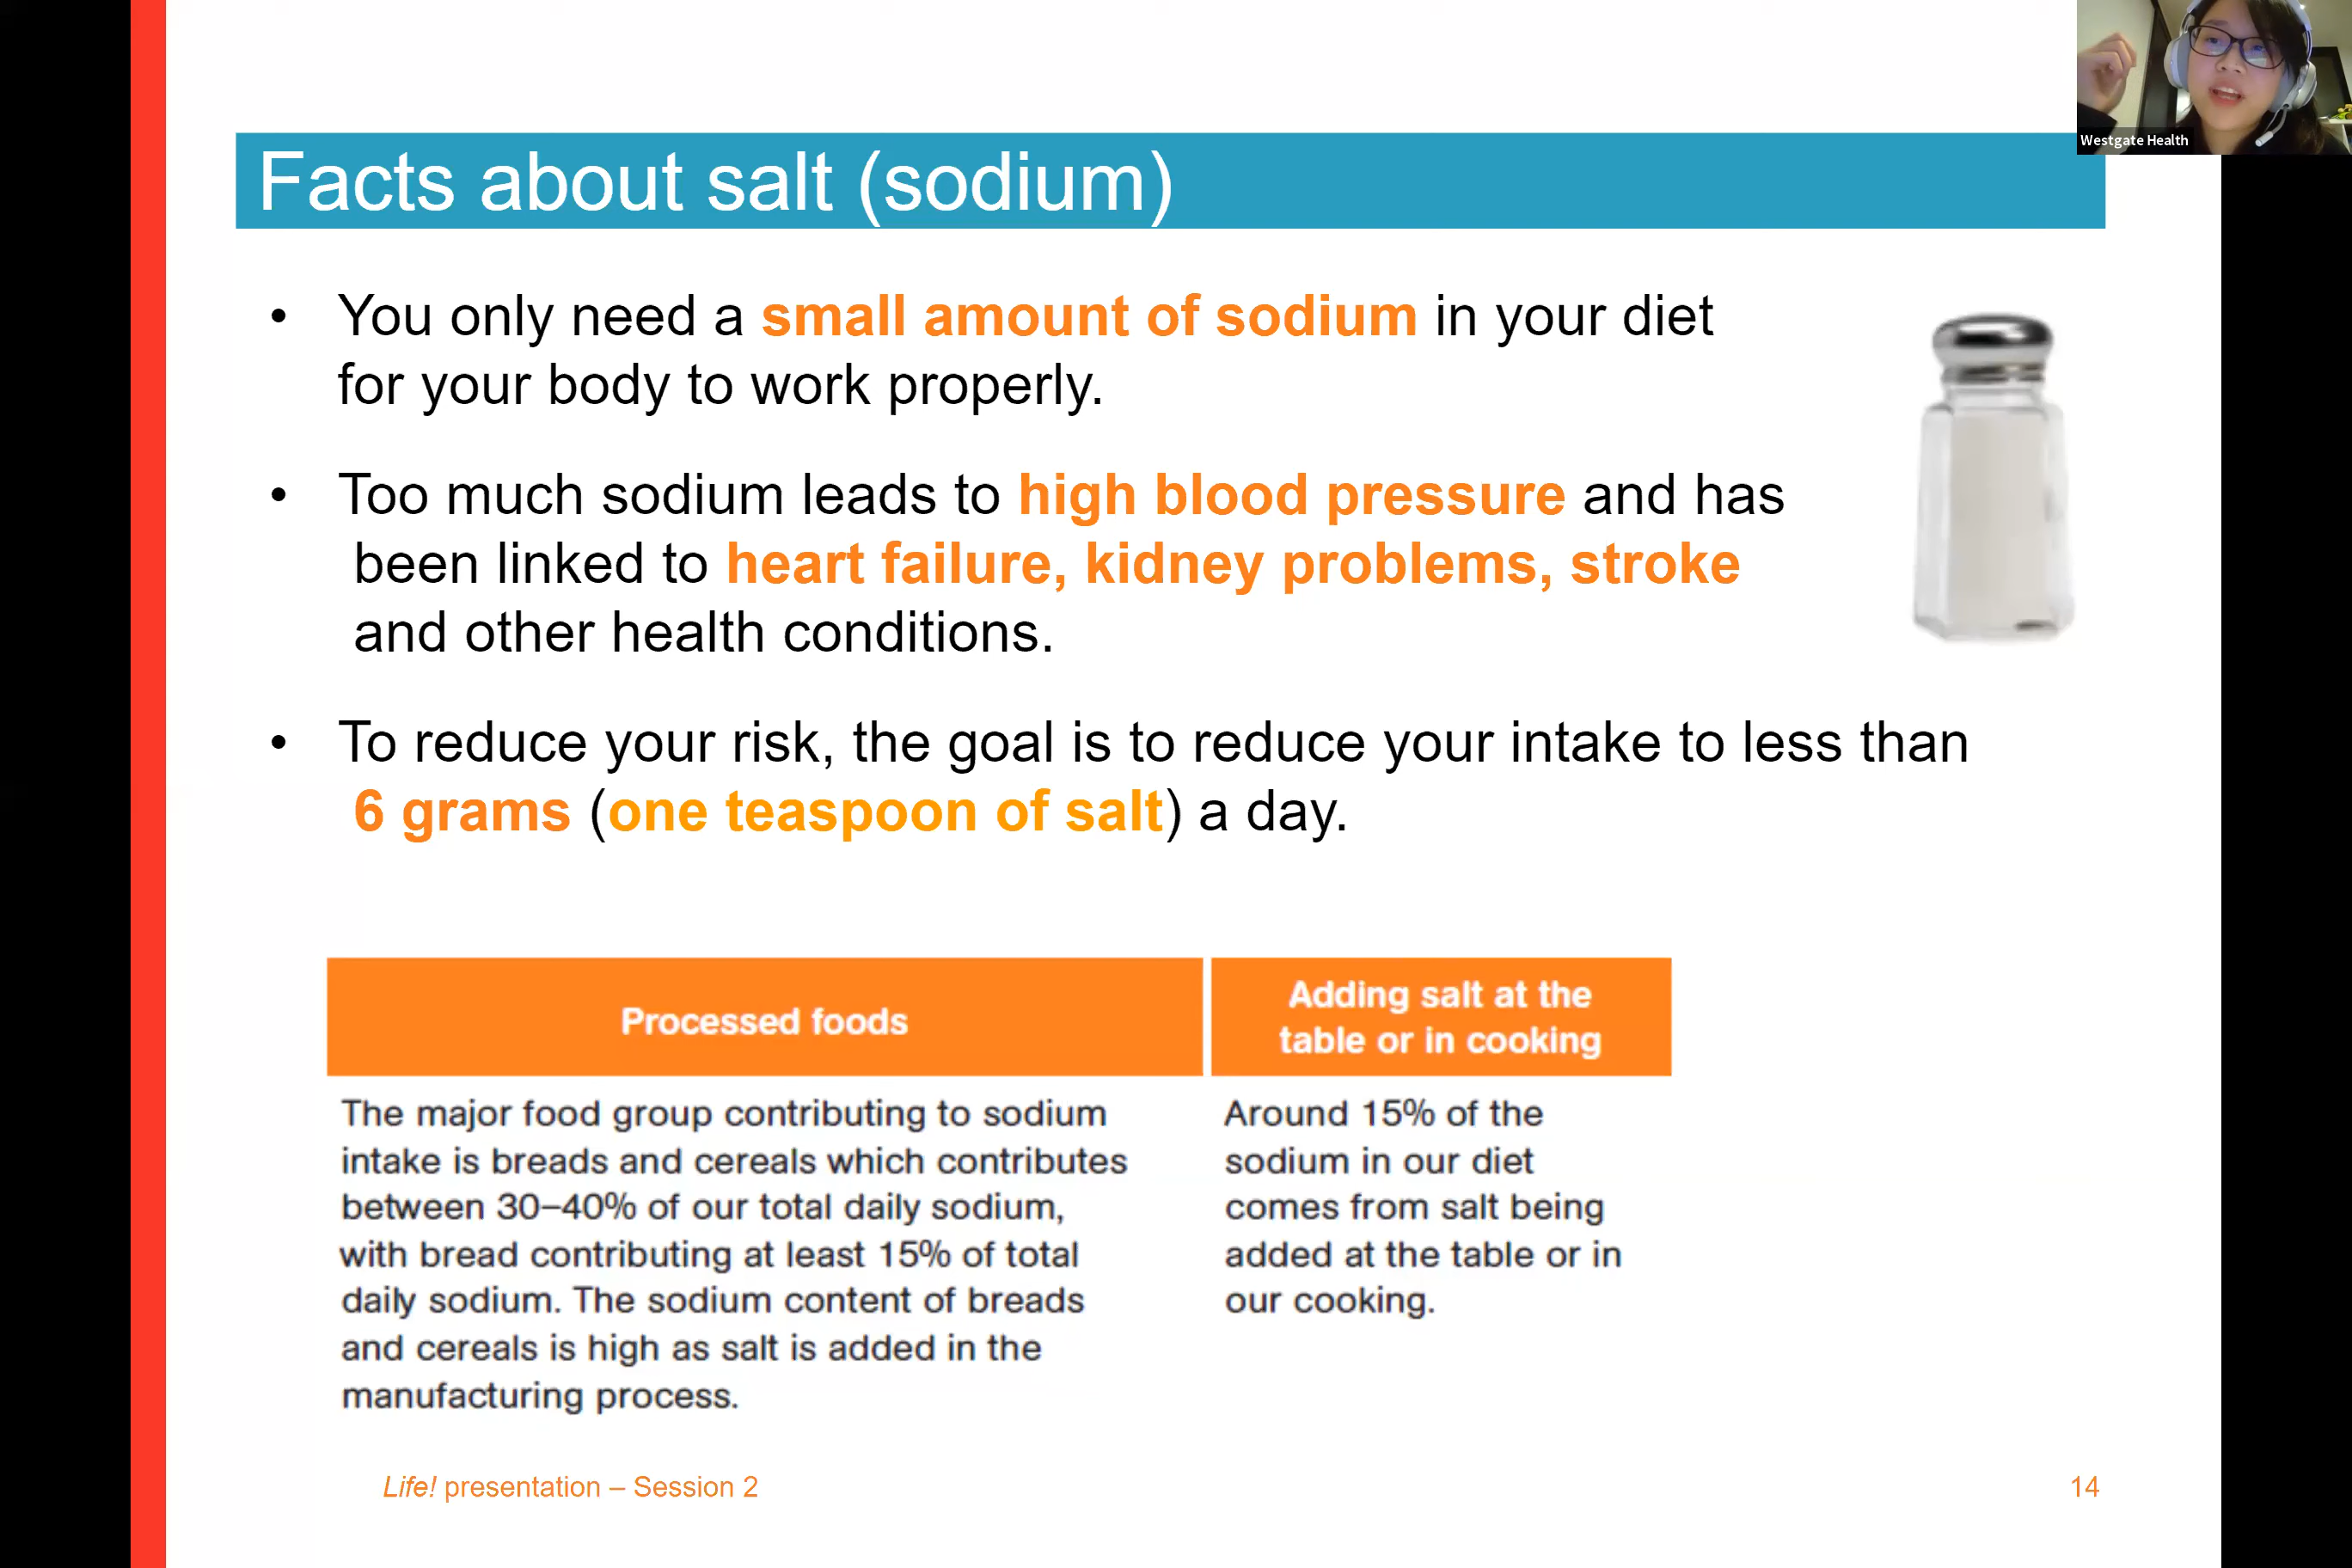 Westgate Health
Facts about salt (sodium)
• You only need a small amount of sodium in your diet
for your body to work properly.
• Too much sodium leads to high blood pressure and has
been linked to heart failure, kidney problems, stroke
and other health conditions.
• To reduce your risk, the goal is to reduce your intake to less than
6 grams (one teaspoon of salt) a day.
Processed foods
The major food group contributing to sodium
intake is breads and cereals which contributes
between 30–40% of our total daily sodium,
with bread contributing at least 15% of total
daily sodium. The sodium content of breads
and cereals is high as salt is added in the
manufacturing process.
Adding salt at the
table or in cooking
Around 15% of the
sodium in our diet
comes from salt being
added at the table or in
our cooking.
Life! presentation – Session 2
14